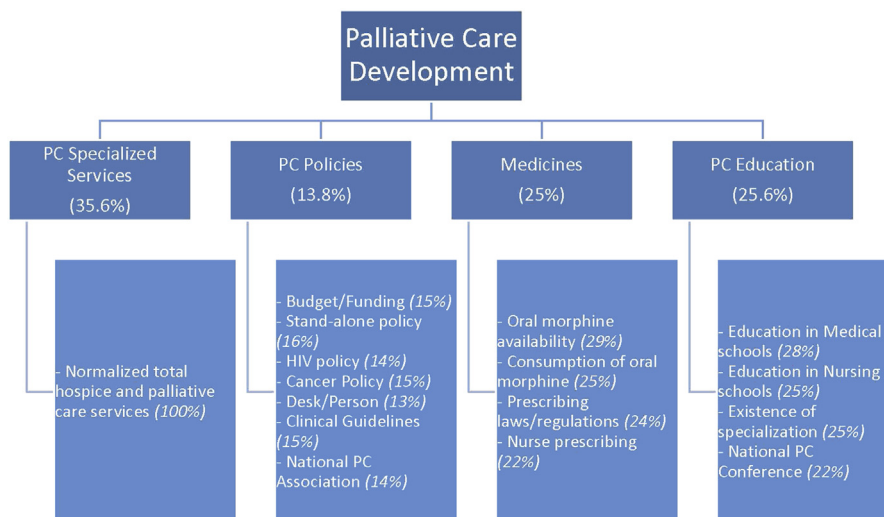 Palliative Care
Development
PC Specialized
Services
(35.6%)
PC Policies
(13.8%)
Medicines
(25%)
PC Education
(25.6%)
- Normalized total
hospice and palliative
care services (100%)
- Budget/Funding (15%)
- Stand-alone policy
(16%)
- HIV policy (14%)
- Cancer Policy (15%)
- Desk/Person (13%)
- Clinical Guidelines
(15%)
- National PC
Association (14%)
- Oral morphine
availability (29%)
- Consumption of oral
morphine (25%)
- Prescribing
laws/regulations (24%)
- Nurse prescribing
(22%)
- Education in Medical
schools (28%)
- Education in Nursing
schools (25%)
- Existence of
specialization (25%)
- National PC
Conference (22%)